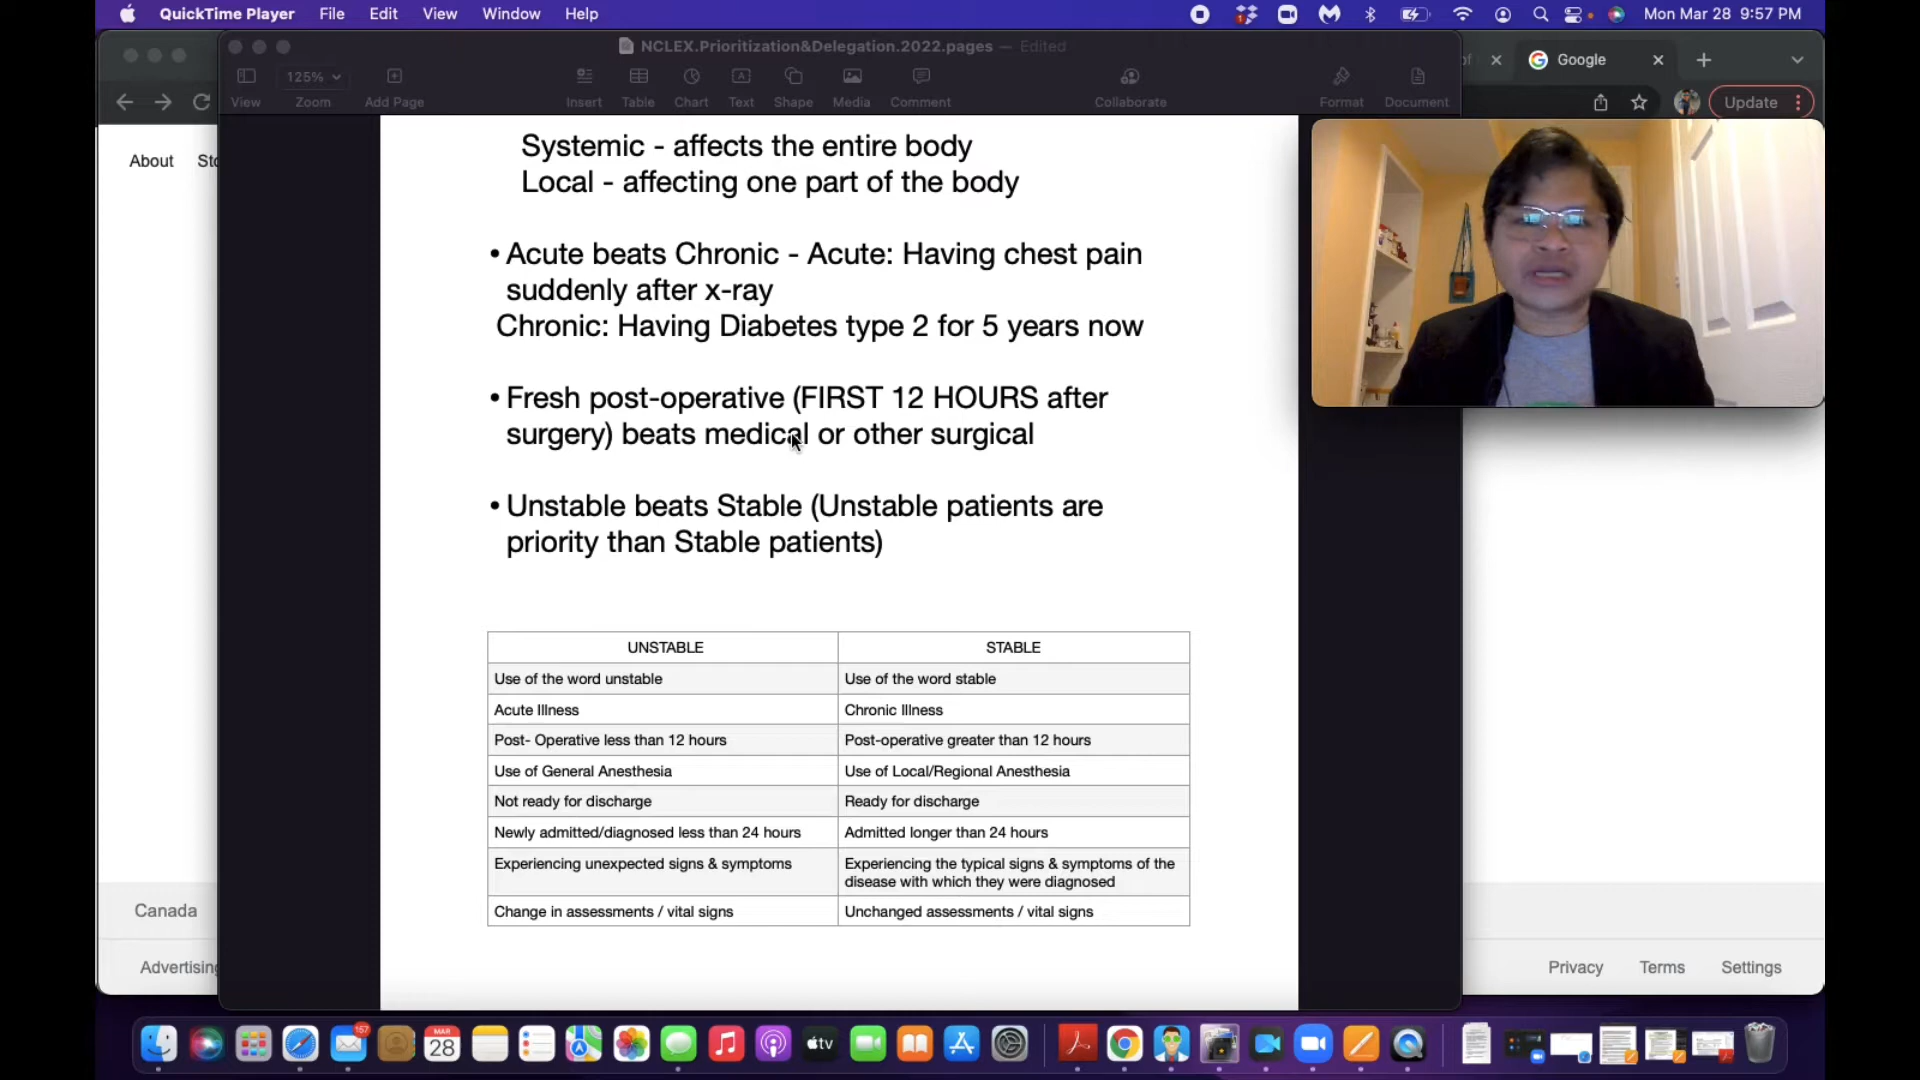 QuickTime Player File Edit View Window Help Mon Mar 28 9:57 PM
NCLEX.Prioritization&Delegation.2022.pages — Edited
Google
125%
View Zoom Add Page Insert Table Chart Text Shape Media Comment Collaborate Format Document
Update
About
Systemic - affects the entire body
Local - affecting one part of the body
• Acute beats Chronic - Acute: Having chest pain
suddenly after x-ray
Chronic: Having Diabetes type 2 for 5 years now
• Fresh post-operative (FIRST 12 HOURS after
surgery) beats medical or other surgical
• Unstable beats Stable (Unstable patients are
priority than Stable patients)
UNSTABLE STABLE
Use of the word unstable Use of the word stable
Acute Illness Chronic Illness
Post- Operative less than 12 hours Post-operative greater than 12 hours
Use of General Anesthesia Use of Local/Regional Anesthesia
Not ready for discharge Ready for discharge
Newly admitted/diagnosed less than 24 hours Admitted longer than 24 hours
Experiencing unexpected signs & symptoms Experiencing the typical signs & symptoms of the
disease with which they were diagnosed
Change in assessments / vital signs Unchanged assessments / vital signs
Canada
Advertising Privacy Terms Settings
157
MAR
28
tv